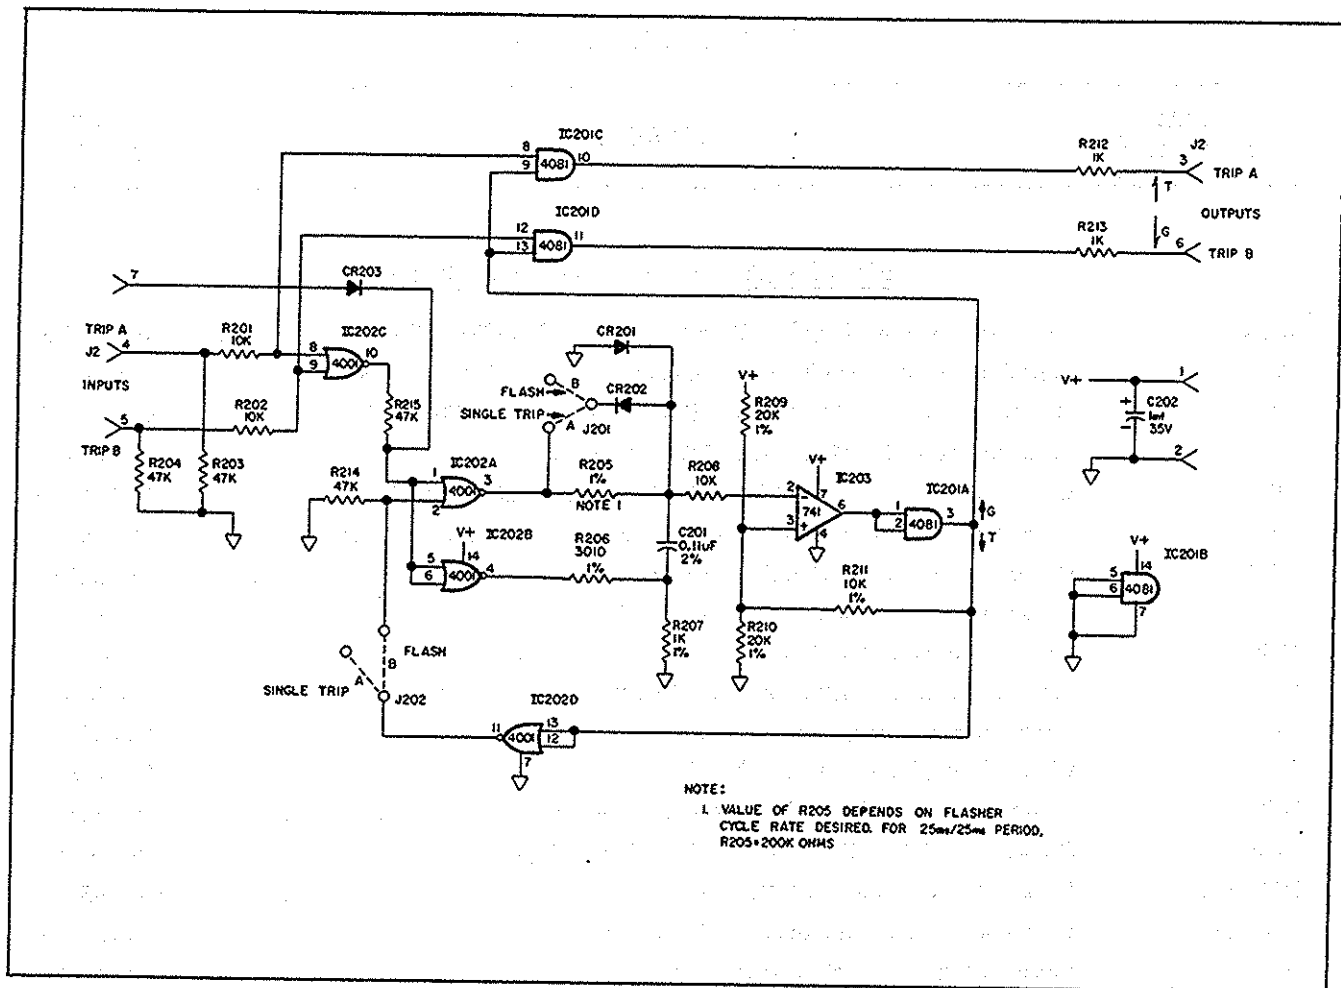 IC201C
8
9
4081
10
R212
1K
J2
3
TRIP A
T
IC201D
12
13
4081
11
R213
1K
OUTPUTS
G
6
TRIP B
7
CR203
TRIP A
4
J2
INPUTS
R201
10K
IC202C
8
9
4001
10
5
TRIP B
R202
10K
R204
47K
R203
47K
R215
47K
CR201
FLASH
B
CR202
SINGLE TRIP
A
J201
V+
R209
20K
1%
V+
1
C202
+
-
35V
2
R214
47K
IC202A
1
2
4001
3
R205
1%
NOTE 1
R208
10K
IC203
V+
7
2
-
741
3
+
4
6
IC201A
1
2
4081
3
G
T
IC202B
V+
14
5
6
4001
4
R206
3010
1%
C201
0.11uF
2%
R211
10K
1%
R207
1K
1%
R210
20K
1%
V+
IC201B
14
5
6
4081
7
FLASH
B
A
SINGLE TRIP
J202
IC202D
11
4001
13
12
7
NOTE:
1. VALUE OF R205 DEPENDS ON FLASHER
CYCLE RATE DESIRED. FOR 25ms/25ms PERIOD,
R205=200K OHMS